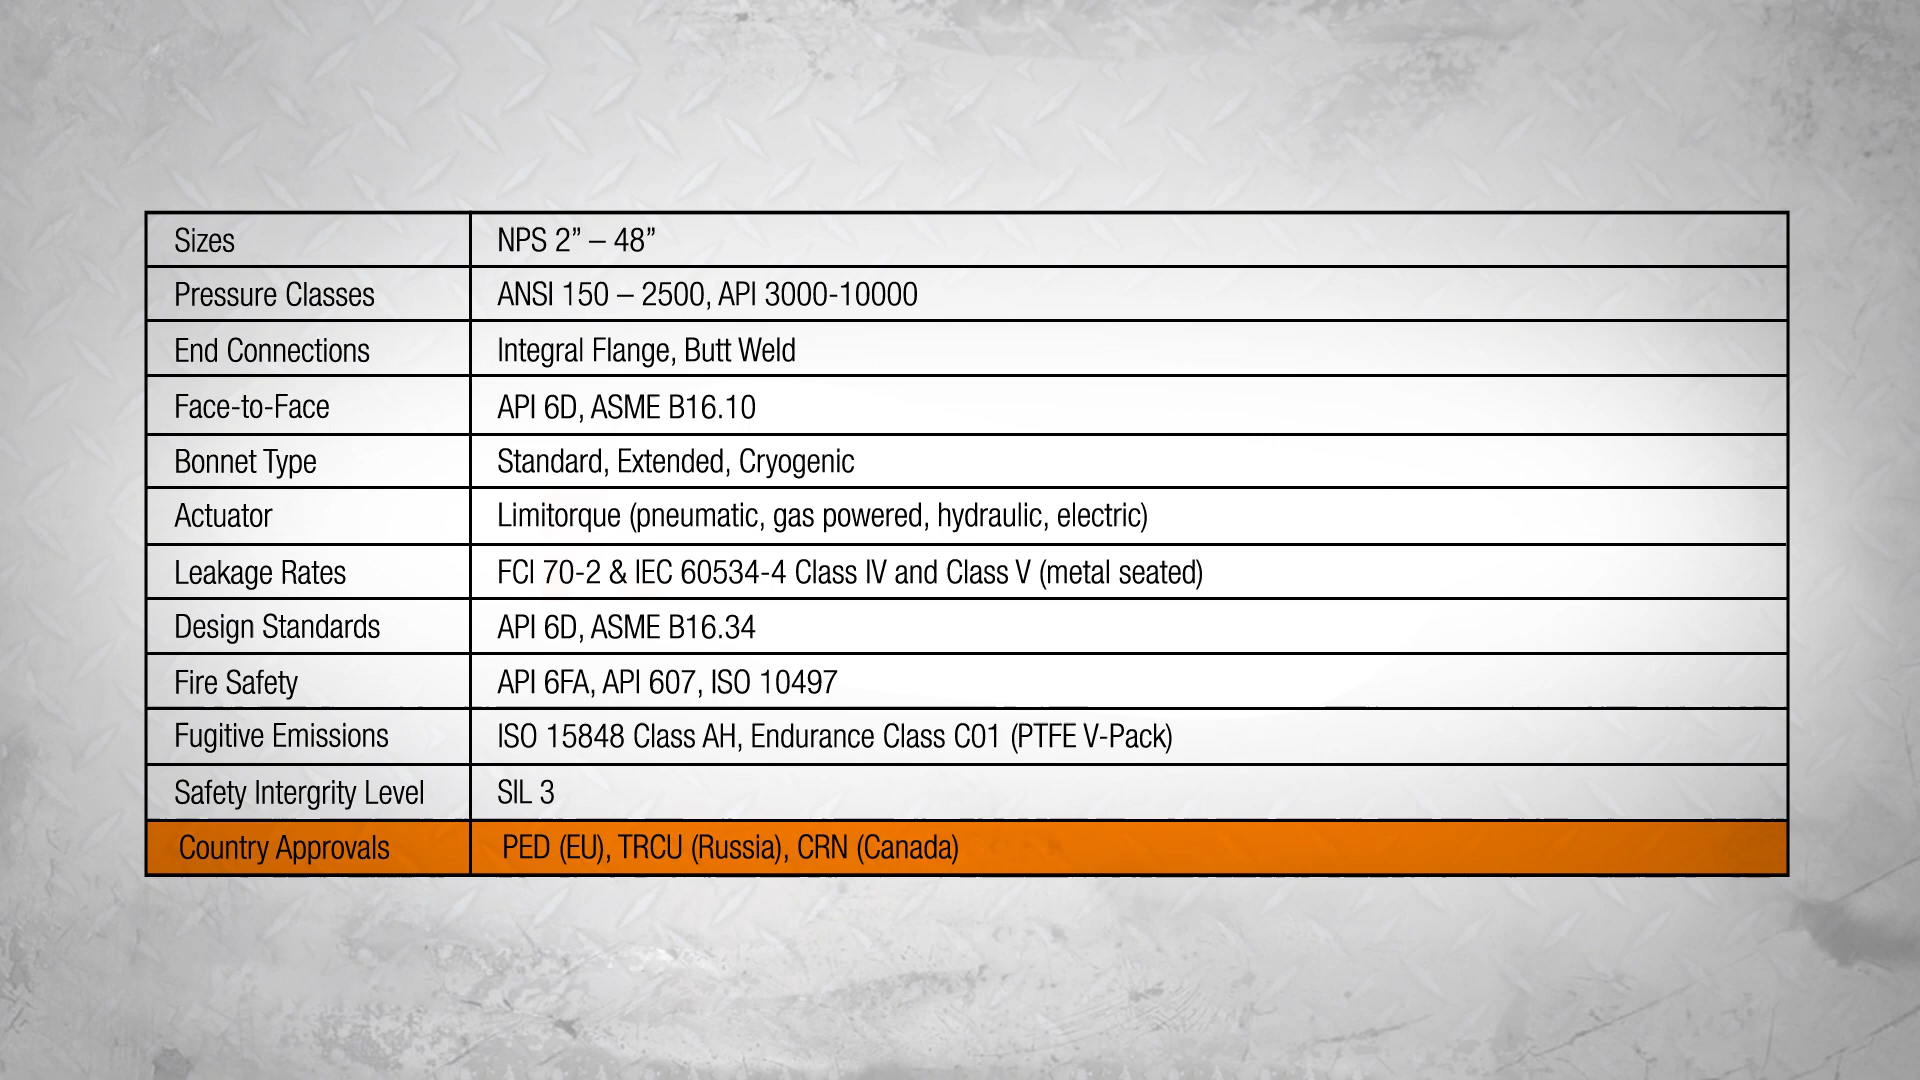 Sizes NPS 2” – 48”
Pressure Classes ANSI 150 – 2500, API 3000-10000
End Connections Integral Flange, Butt Weld
Face-to-Face API 6D, ASME B16.10
Bonnet Type Standard, Extended, Cryogenic
Actuator Limitorque (pneumatic, gas powered, hydraulic, electric)
Leakage Rates FCI 70-2 & IEC 60534-4 Class IV and Class V (metal seated)
Design Standards API 6D, ASME B16.34
Fire Safety API 6FA, API 607, ISO 10497
Fugitive Emissions ISO 15848 Class AH, Endurance Class C01 (PTFE V-Pack)
Safety Intergrity Level SIL 3
Country Approvals PED (EU), TRCU (Russia), CRN (Canada)